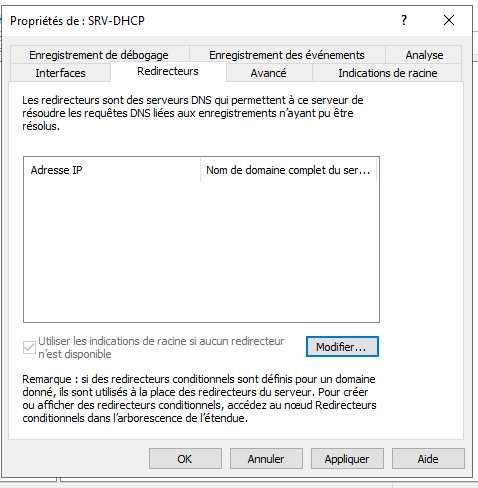 Propriétés de : SRV-DHCP
Enregistrement de débogage Enregistrement des événements Analyse
Interfaces Redirecteurs Avancé Indications de racine
Les redirecteurs sont des serveurs DNS qui permettent à ce serveur de
résoudre les requêtes DNS liées aux enregistrements n'ayant pu être
résolus.
Adresse IP Nom de domaine complet du ser...
Utiliser les indications de racine si aucun redirecteur
n'est disponible
Modifier...
Remarque : si des redirecteurs conditionnels sont définis pour un domaine
donné, ils sont utilisés à la place des redirecteurs du serveur. Pour créer
ou afficher des redirecteurs conditionnels, accédez au nœud Redirecteurs
conditionnels dans l'arborescence de l'étendue.
OK Annuler Appliquer Aide